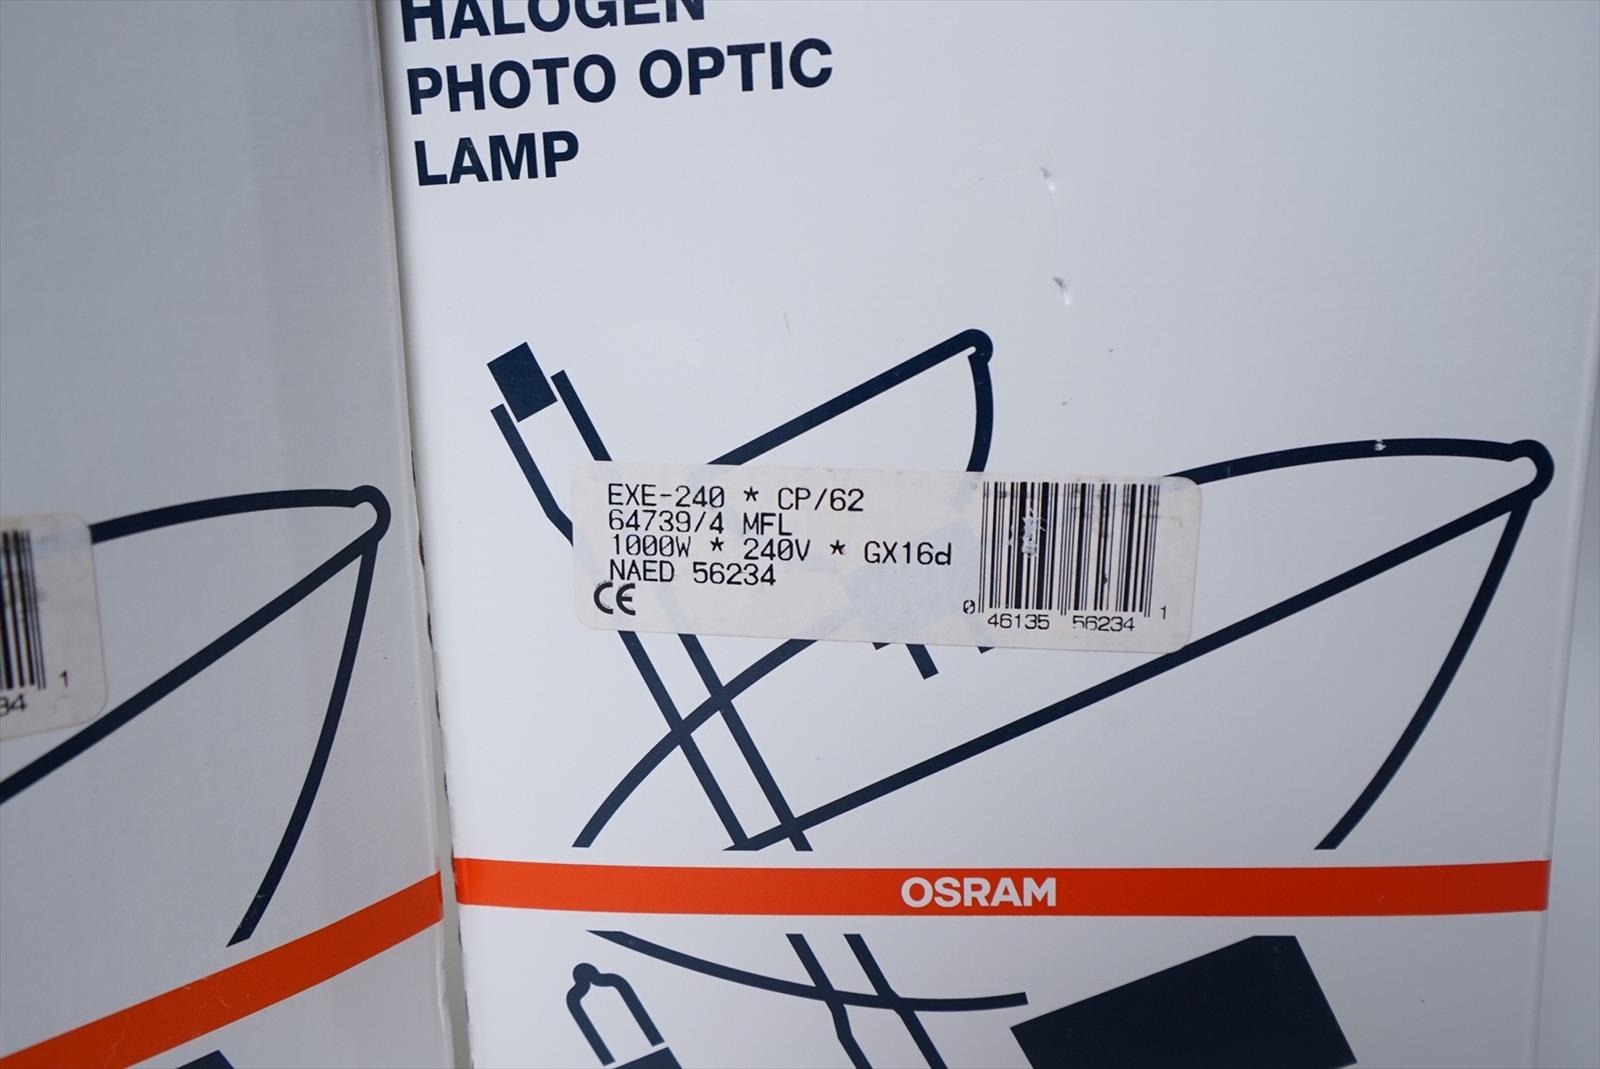 HALOGEN
PHOTO OPTIC
LAMP
EXE-240 * CP/62
64739/4 MFL
1000W * 240V * GX16d
NAED 56234
CE
0 46135 56234 1
OSRAM
34 1